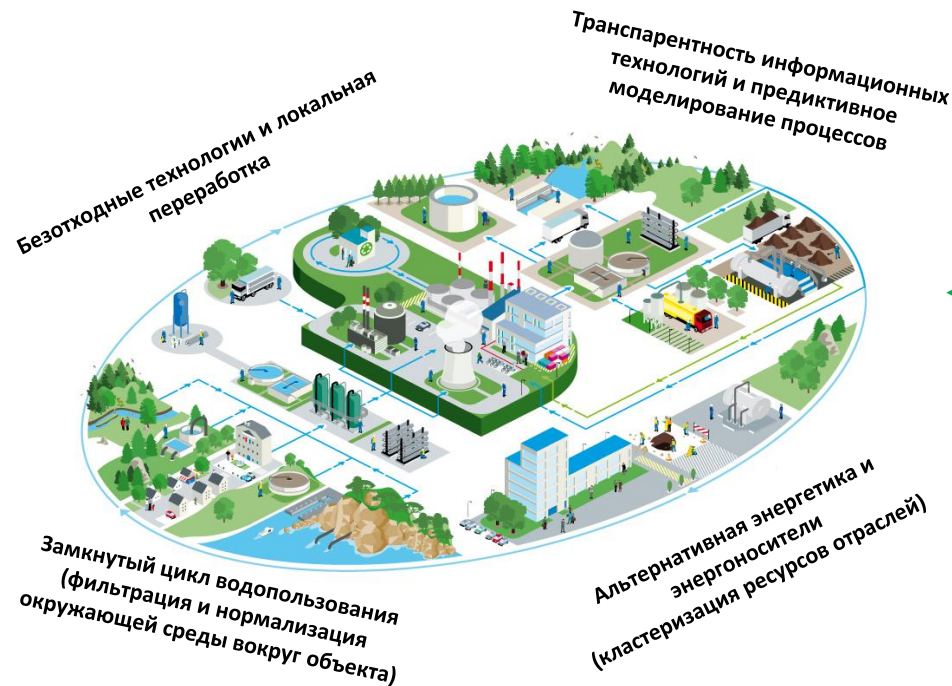 Безотходные технологии и локальная
переработка
Транспарентность информационных
технологий и предиктивное
моделирование процессов
Замкнутый цикл водопользования
(фильтрация и нормализация
окружающей среды вокруг объекта)
Альтернативная энергетика и
энергоносители
(кластеризация ресурсов отраслей)